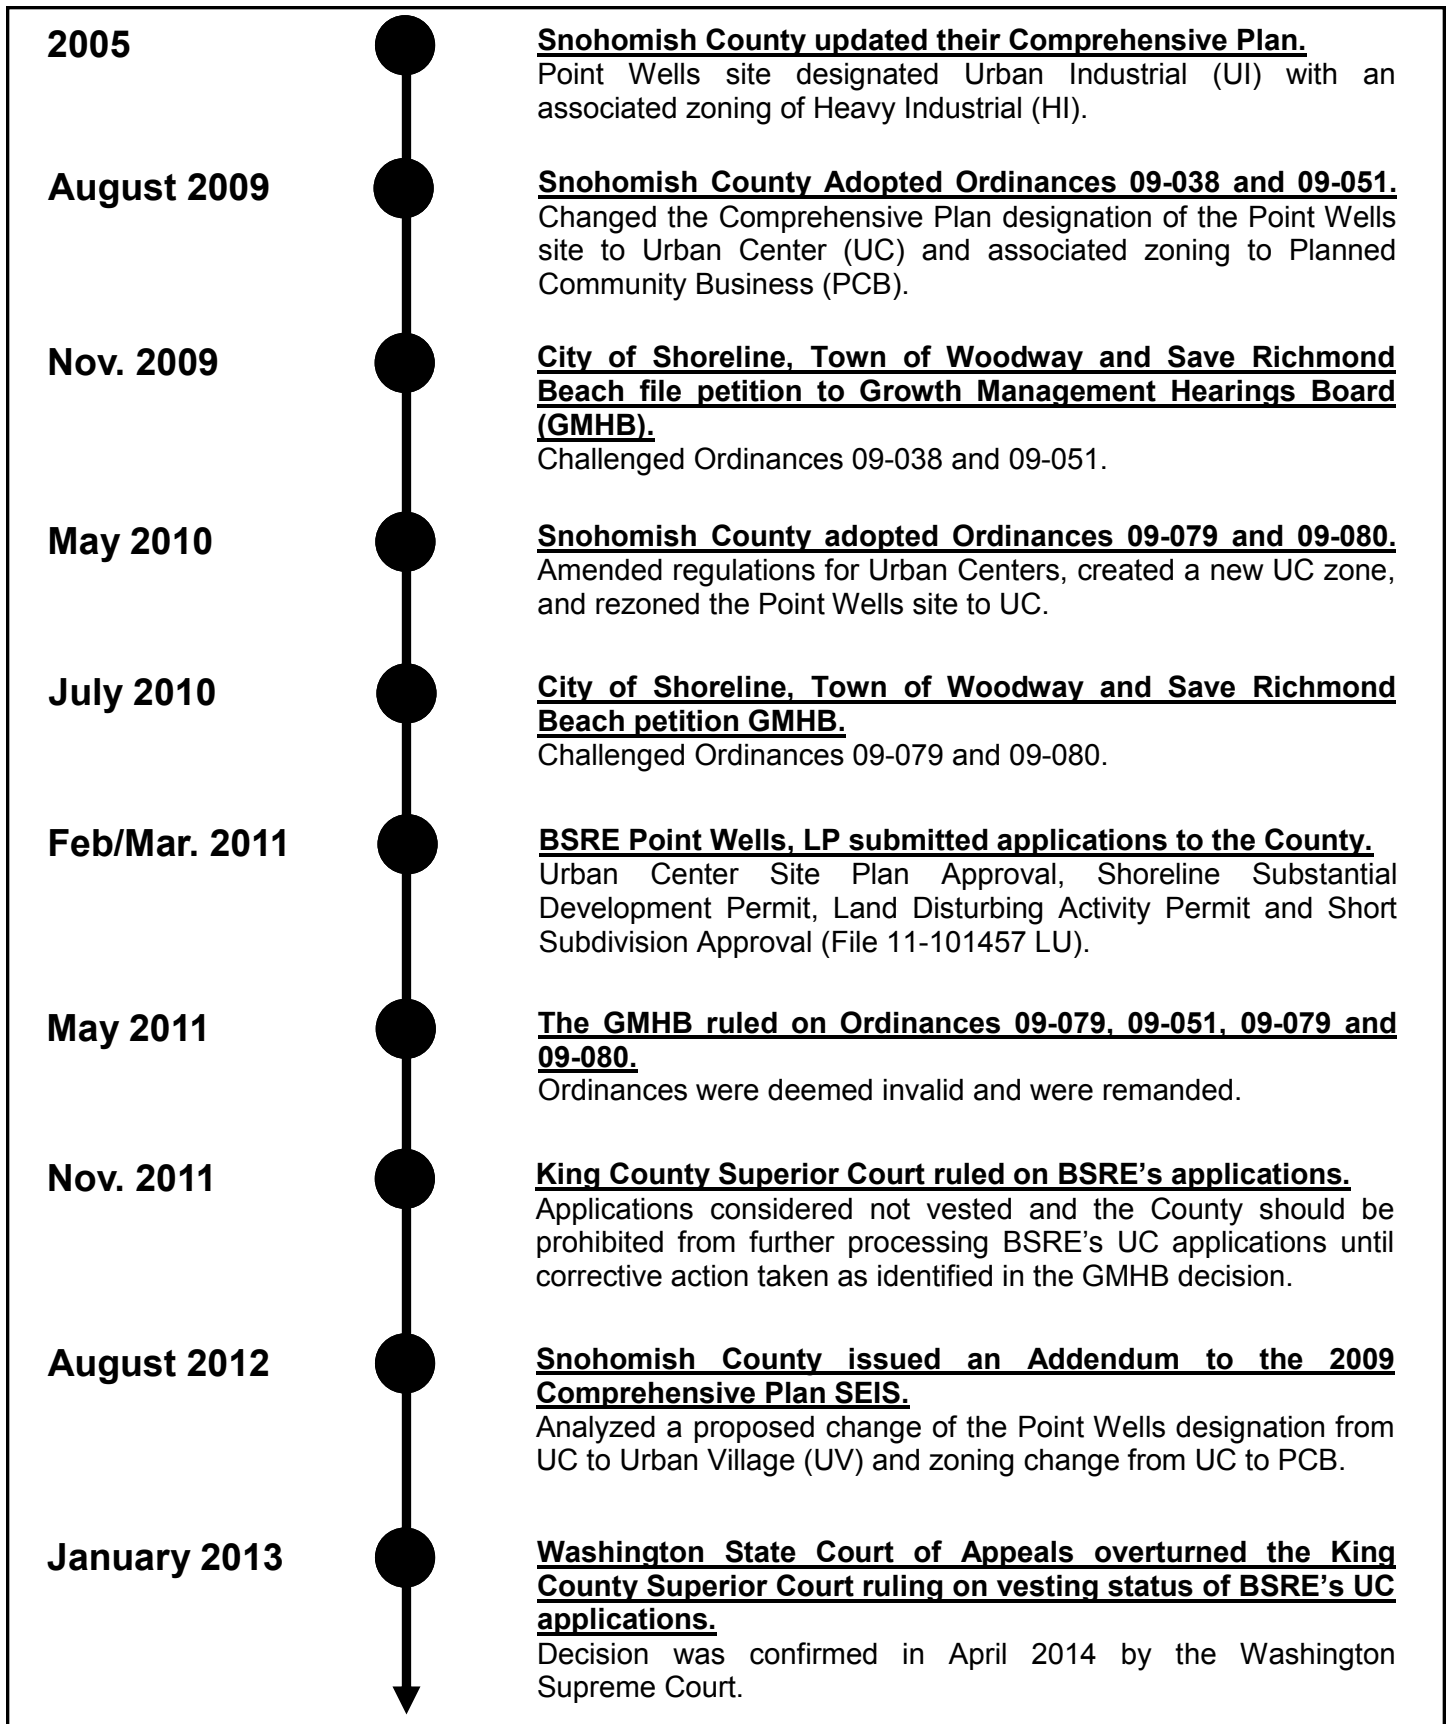 2005
Snohomish County updated their Comprehensive Plan.
Point Wells site designated Urban Industrial (UI) with an
associated zoning of Heavy Industrial (HI).
August 2009
Snohomish County Adopted Ordinances 09-038 and 09-051.
Changed the Comprehensive Plan designation of the Point Wells
site to Urban Center (UC) and associated zoning to Planned
Community Business (PCB).
Nov. 2009
City of Shoreline, Town of Woodway and Save Richmond
Beach file petition to Growth Management Hearings Board
(GMHB).
Challenged Ordinances 09-038 and 09-051.
May 2010
Snohomish County adopted Ordinances 09-079 and 09-080.
Amended regulations for Urban Centers, created a new UC zone,
and rezoned the Point Wells site to UC.
July 2010
City of Shoreline, Town of Woodway and Save Richmond
Beach petition GMHB.
Challenged Ordinances 09-079 and 09-080.
Feb/Mar. 2011
BSRE Point Wells, LP submitted applications to the County.
Urban Center Site Plan Approval, Shoreline Substantial
Development Permit, Land Disturbing Activity Permit and Short
Subdivision Approval (File 11-101457 LU).
May 2011
The GMHB ruled on Ordinances 09-079, 09-051, 09-079 and
09-080.
Ordinances were deemed invalid and were remanded.
Nov. 2011
King County Superior Court ruled on BSRE’s applications.
Applications considered not vested and the County should be
prohibited from further processing BSRE’s UC applications until
corrective action taken as identified in the GMHB decision.
August 2012
Snohomish County issued an Addendum to the 2009
Comprehensive Plan SEIS.
Analyzed a proposed change of the Point Wells designation from
UC to Urban Village (UV) and zoning change from UC to PCB.
January 2013
Washington State Court of Appeals overturned the King
County Superior Court ruling on vesting status of BSRE’s UC
applications.
Decision was confirmed in April 2014 by the Washington
Supreme Court.